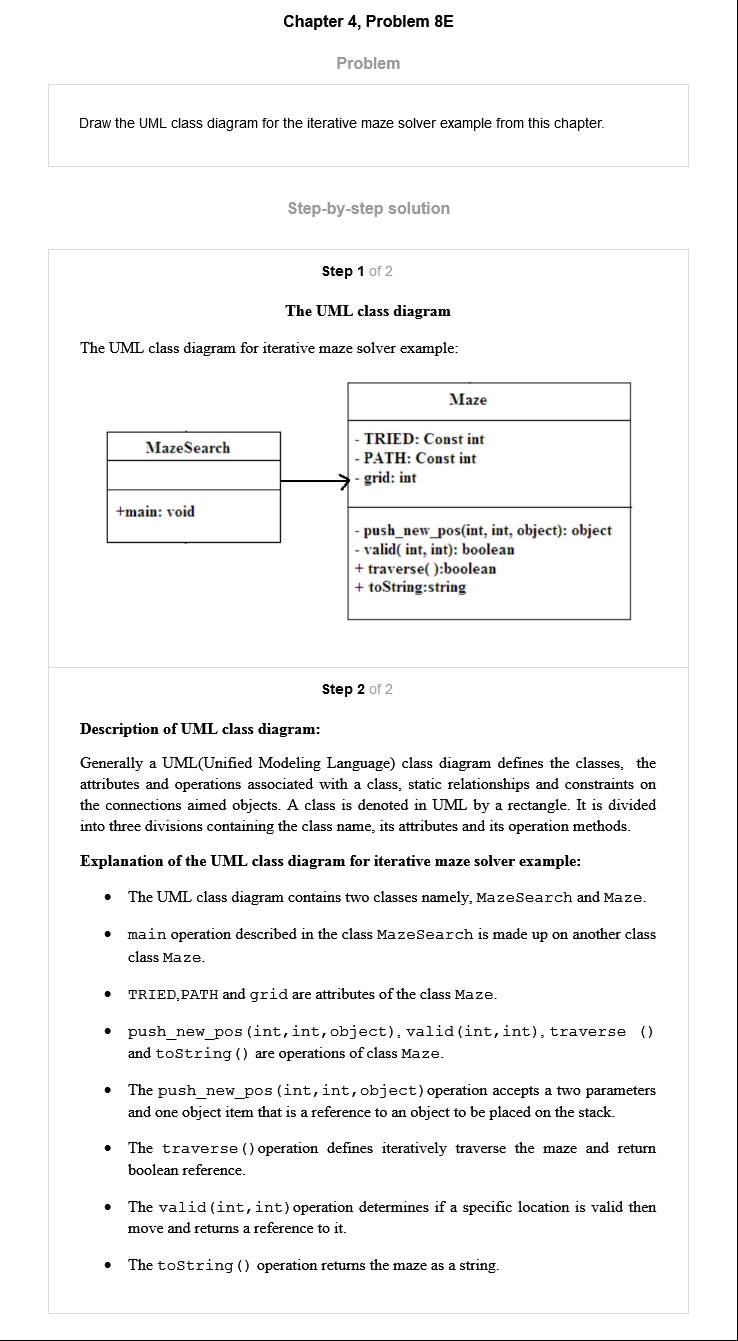 Chapter 4, Problem 8E
Problem
Draw the UML class diagram for the iterative maze solver example from this chapter.
Step-by-step solution
Step 1 of 2
The UML class diagram
The UML class diagram for iterative maze solver example:
MazeSearch
+main: void
Maze
- TRIED: Const int
- PATH: Const int
- grid: int
- push_new_pos(int, int, object): object
- valid( int, int): boolean
+ traverse( ):boolean
+ toString:string
Step 2 of 2
Description of UML class diagram:
Generally a UML(Unified Modeling Language) class diagram defines the classes, the
attributes and operations associated with a class, static relationships and constraints on
the connections aimed objects. A class is denoted in UML by a rectangle. It is divided
into three divisions containing the class name, its attributes and its operation methods.
Explanation of the UML class diagram for iterative maze solver example:
• The UML class diagram contains two classes namely, MazeSearch and Maze.
• main operation described in the class MazeSearch is made up on another class
class Maze.
• TRIED,PATH and grid are attributes of the class Maze.
• push_new_pos(int,int,object), valid(int,int), traverse ()
and toString() are operations of class Maze.
• The push_new_pos(int,int,object)operation accepts a two parameters
and one object item that is a reference to an object to be placed on the stack.
• The traverse()operation defines iteratively traverse the maze and return
boolean reference.
• The valid(int,int)operation determines if a specific location is valid then
move and returns a reference to it.
• The toString() operation returns the maze as a string.